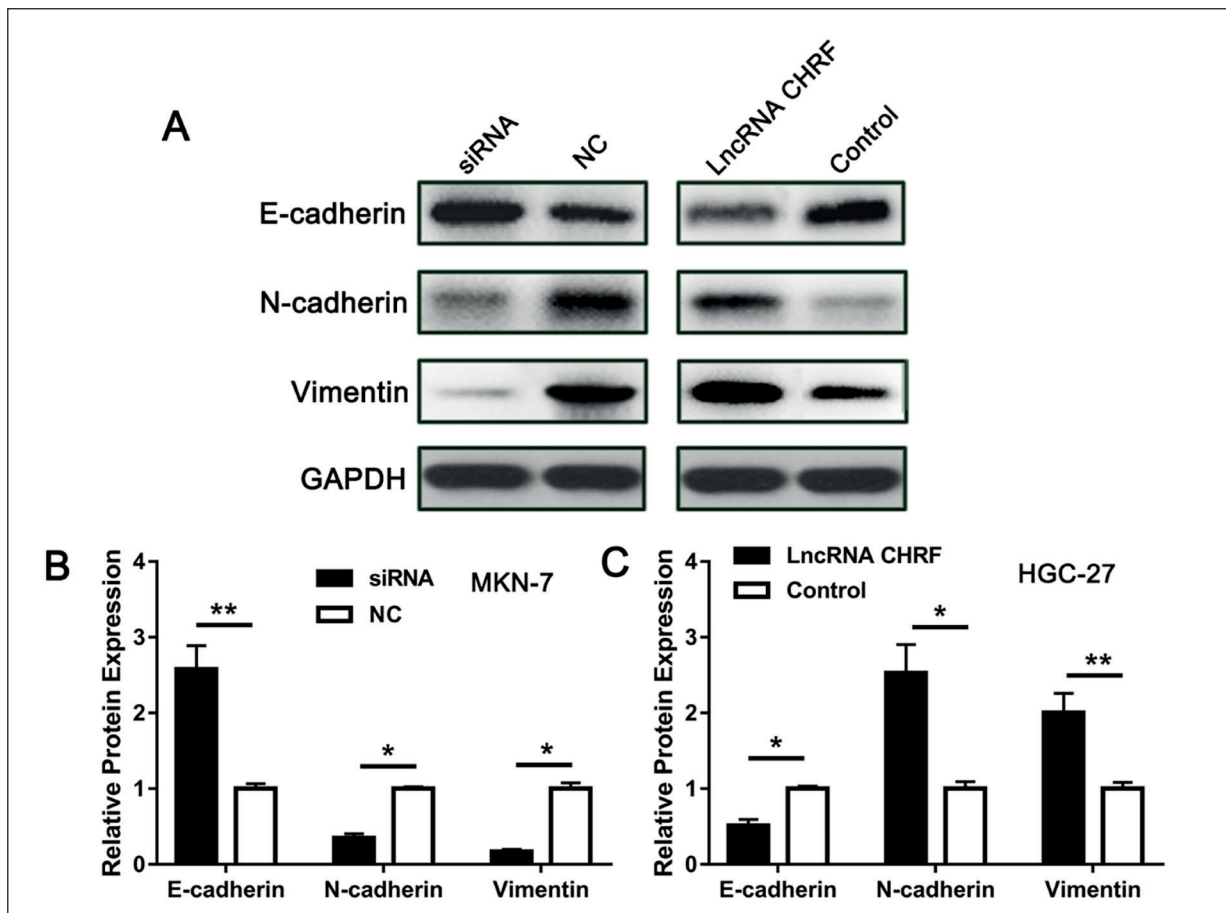 A
siRNA NC LncRNA CHRF Control
E-cadherin
N-cadherin
Vimentin
GAPDH
B
siRNA
NC
MKN-7
Relative Protein Expression
4
3
2
1
0
**
*
*
E-cadherin N-cadherin Vimentin
C
LncRNA CHRF
Control
HGC-27
Relative Protein Expression
4
3
2
1
0
*
*
**
E-cadherin N-cadherin Vimentin